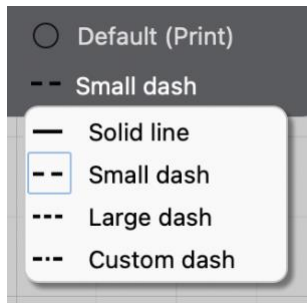 Default (Print)
Small dash
Solid line
Small dash
Large dash
Custom dash